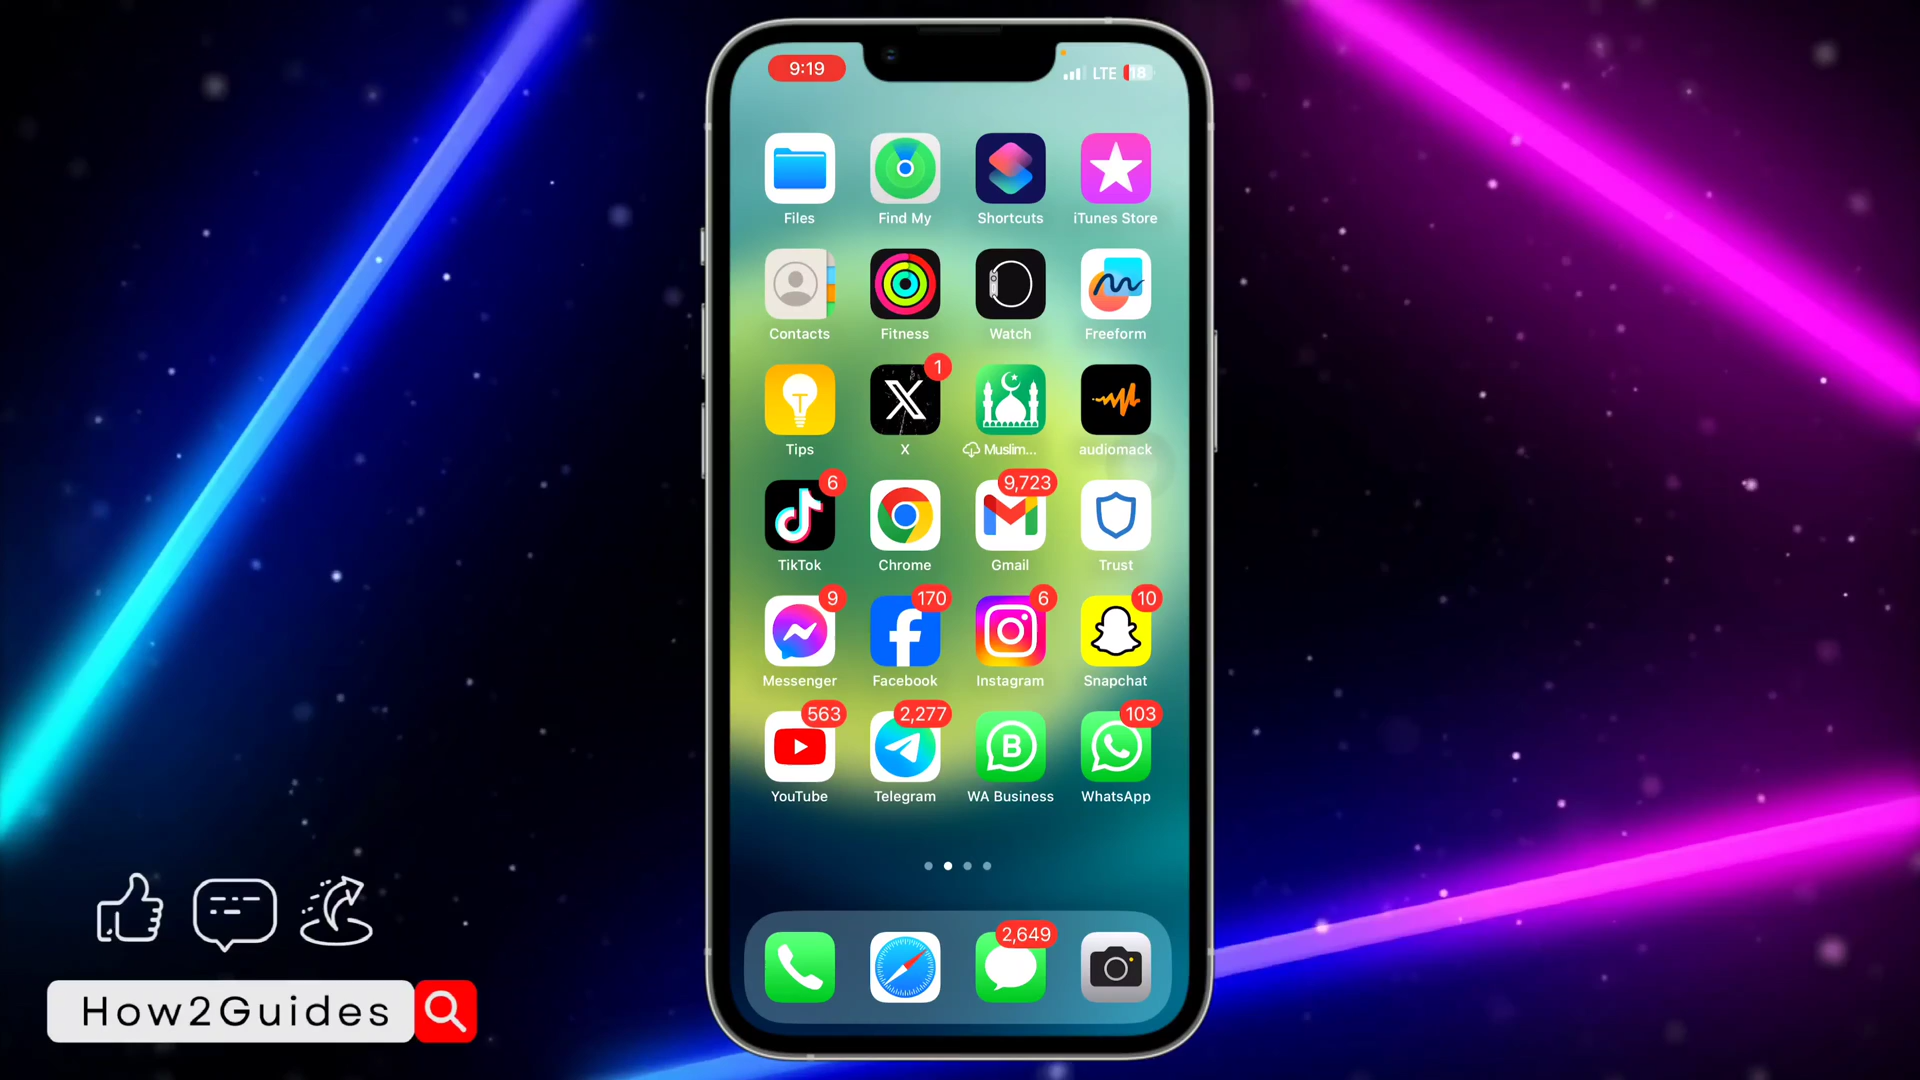 9:19 LTE 18
Files Find My Shortcuts iTunes Store
Contacts Fitness Watch Freeform
1
T
Tips X Muslim... audiomack
6 9,723
TikTok Chrome Gmail Trust
9 170 6 10
Messenger Facebook Instagram Snapchat
563 2,277 103
B
YouTube Telegram WA Business WhatsApp
2,649
How2Guides